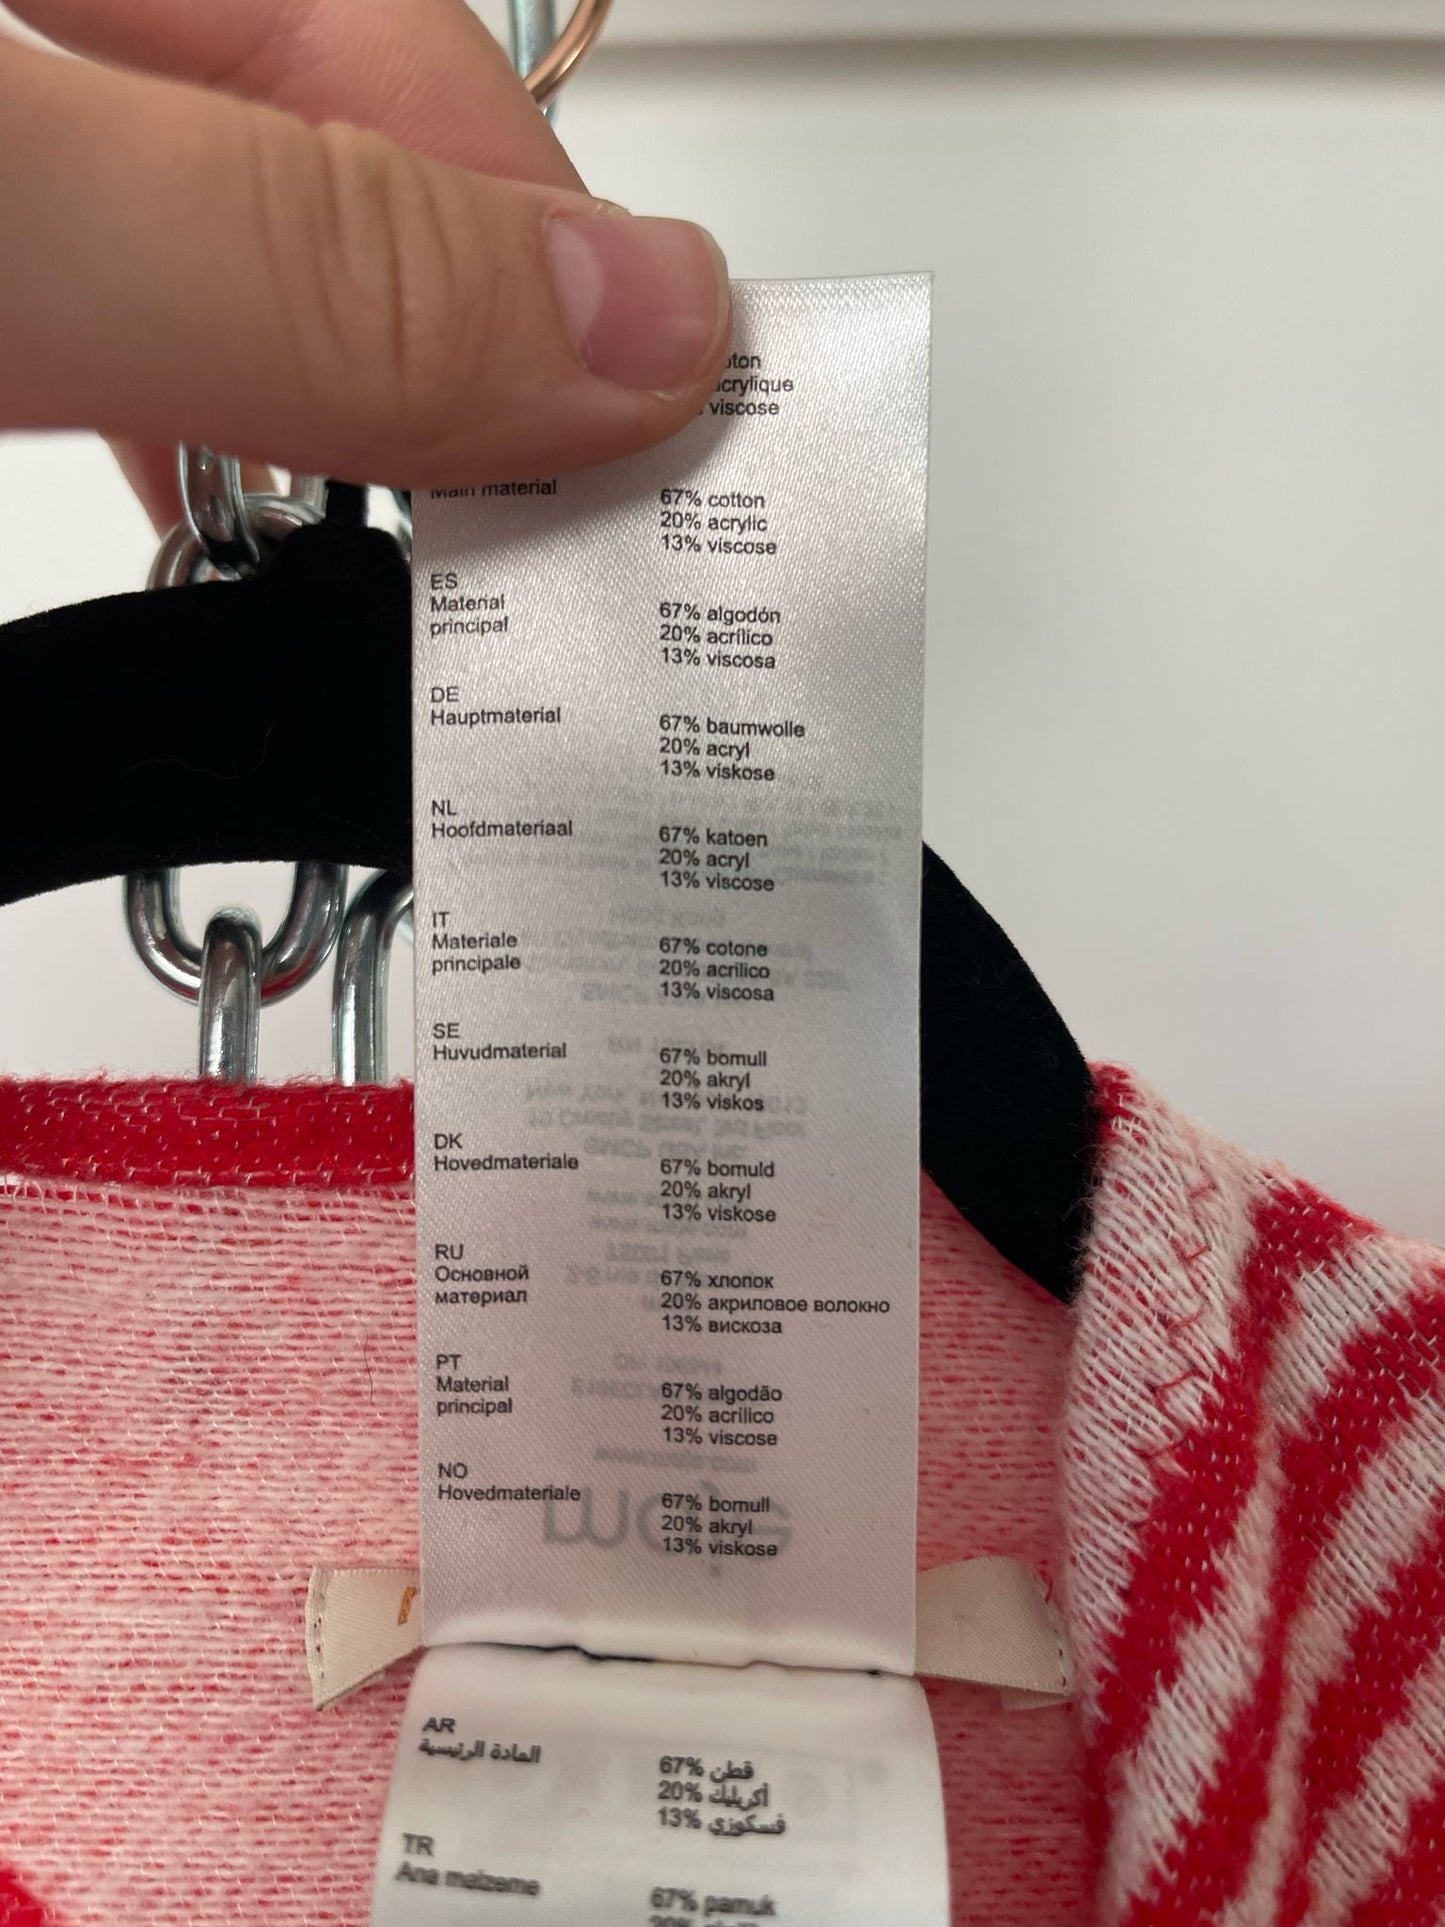 acrylique
viscose
Main material
67% cotton
20% acrylic
13% viscose
ES
Material
principal
67% algodón
20% acrílico
13% viscosa
DE
Hauptmaterial
67% baumwolle
20% acryl
13% viskose
NL
Hoofdmateriaal
67% katoen
20% acryl
13% viscose
IT
Materiale
principale
67% cotone
20% acrilico
13% viscosa
SE
Huvudmaterial
67% bomull
20% akryl
13% viskos
DK
Hovedmateriale
67% bomuld
20% akryl
13% viskose
RU
Основной
материал
67% хлопок
20% акриловое волокно
13% вискоза
PT
Material
principal
67% algodão
20% acrílico
13% viscose
NO
Hovedmateriale
67% bomull
20% akryl
13% viskose
AR
المادة الرئيسية
67% قطن
20% أكريليك
13% فسكوزي
TR
Ana malzeme
67% pamuk